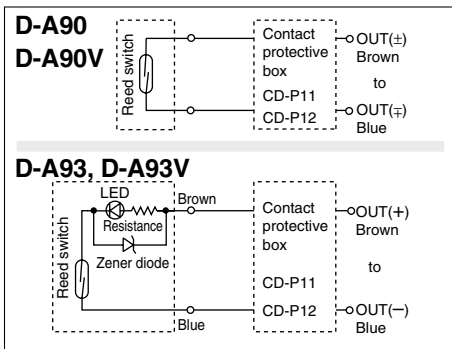 D-A90
D-A90V
Reed switch
Contact
protective
box
CD-P11
CD-P12
OUT(±)
Brown
to
OUT(∓)
Blue
D-A93, D-A93V
Reed switch
LED
Resistance
Zener diode
Brown
Blue
Contact
protective
box
CD-P11
CD-P12
OUT(+)
Brown
to
OUT(−)
Blue